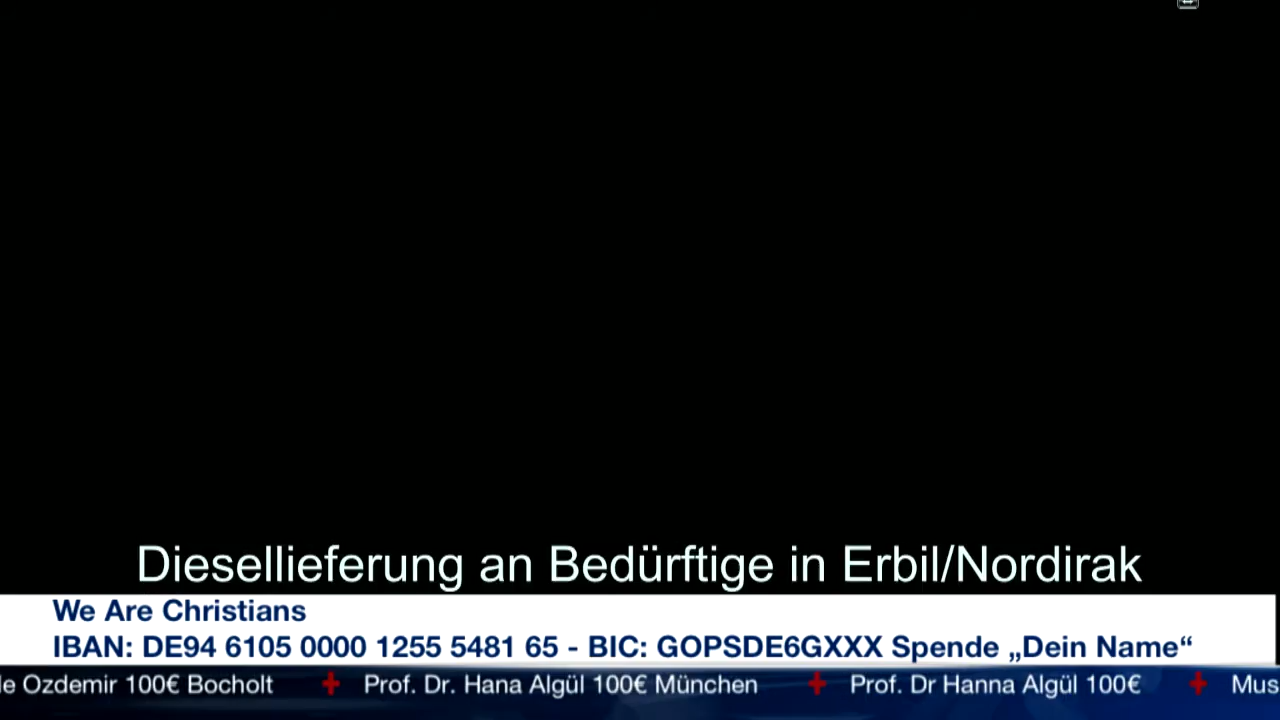 Diesellieferung an Bedürftige in Erbil/Nordirak
We Are Christians
IBAN: DE94 6105 0000 1255 5481 65 - BIC: GOPSDE6GXXX Spende „Dein Name“
Ozdemir 100€ Bocholt + Prof. Dr. Hana Algül 100€ München + Prof. Dr Hanna Algül 100€ +